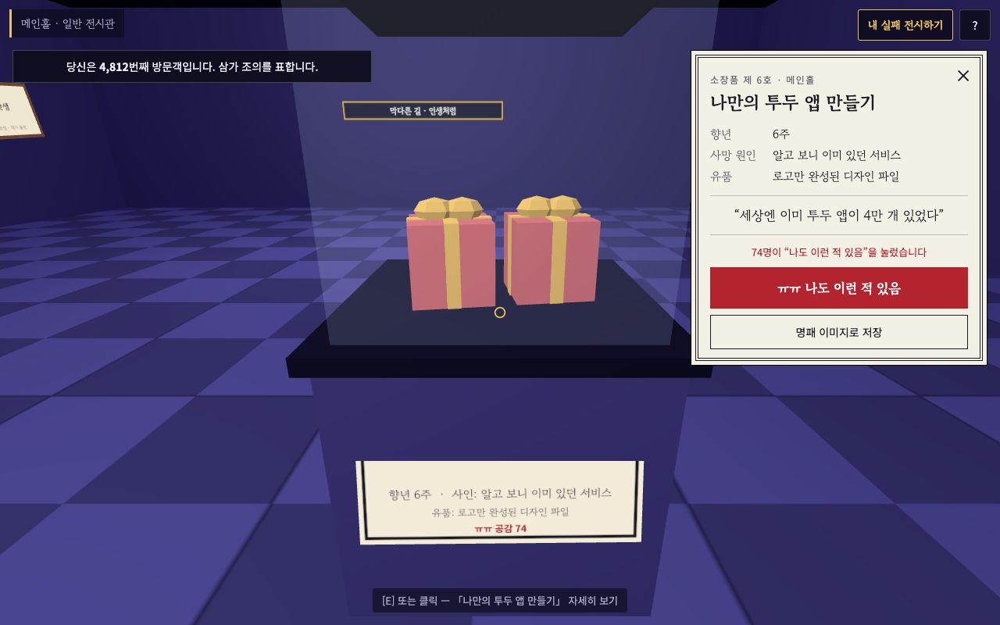 메인홀 · 일반 전시관
내 실패 전시하기
?
당신은 4,812번째 방문객입니다. 삼가 조의를 표합니다.
막다른 길 · 인생처럼
소장품 제 6호 · 메인홀
나만의 투두 앱 만들기
향년 6주
사망 원인 알고 보니 이미 있던 서비스
유품 로고만 완성된 디자인 파일
“세상엔 이미 투두 앱이 4만 개 있었다”
74명이 “나도 이런 적 있음”을 눌렀습니다
ㅠㅠ 나도 이런 적 있음
명패 이미지로 저장
향년 6주 · 사인: 알고 보니 이미 있던 서비스
유품: 로고만 완성된 디자인 파일
ㅠㅠ 공감 74
[E] 또는 클릭 — 「나만의 투두 앱 만들기」 자세히 보기